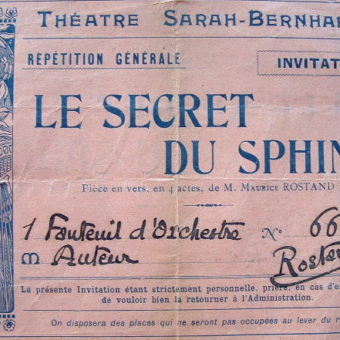 THÉATRE SARAH-BERNHA
RÉPÉTITION GÉNÉRALE
INVITAT
LE SECRET
DU SPHIN
Pièce en vers, en 4 actes, de M. MAURICE ROSTAND
1 Fauteuil d'Orchestre N° 66
M Auteur Rosta
La présente Invitation étant strictement personnelle, prière, en cas d'e
de vouloir bien la retourner à l'Administration.
On disposera des places qui ne seront pas occupées au lever du r